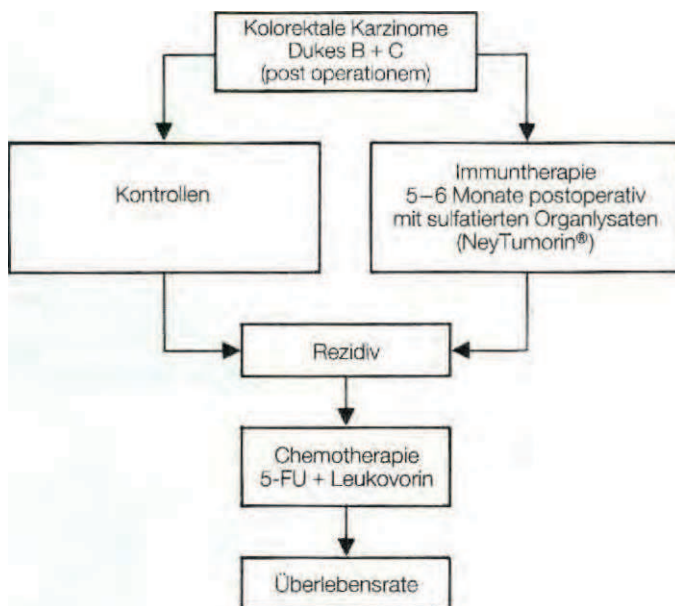 Kolorektale Karzinome
Dukes B + C
(post operationem)
Kontrollen
Immuntherapie
5–6 Monate postoperativ
mit sulfatierten Organlysaten
(NeyTumorin®)
Rezidiv
Chemotherapie
5-FU + Leukovorin
Überlebensrate